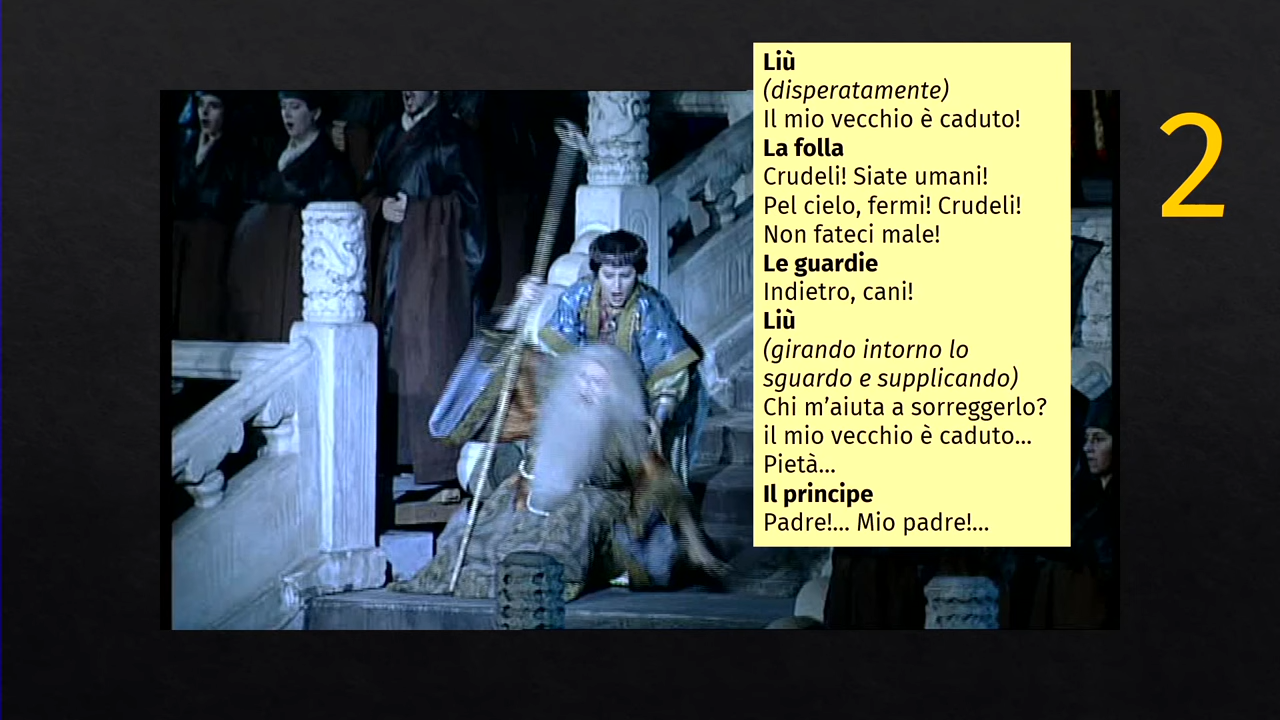 Liù
(disperatamente)
Il mio vecchio è caduto!
La folla
Crudeli! Siate umani!
Pel cielo, fermi! Crudeli!
Non fateci male!
Le guardie
Indietro, cani!
Liù
(girando intorno lo
sguardo e supplicando)
Chi m’aiuta a sorreggerlo?
il mio vecchio è caduto…
Pietà…
Il principe
Padre!… Mio padre!…
2